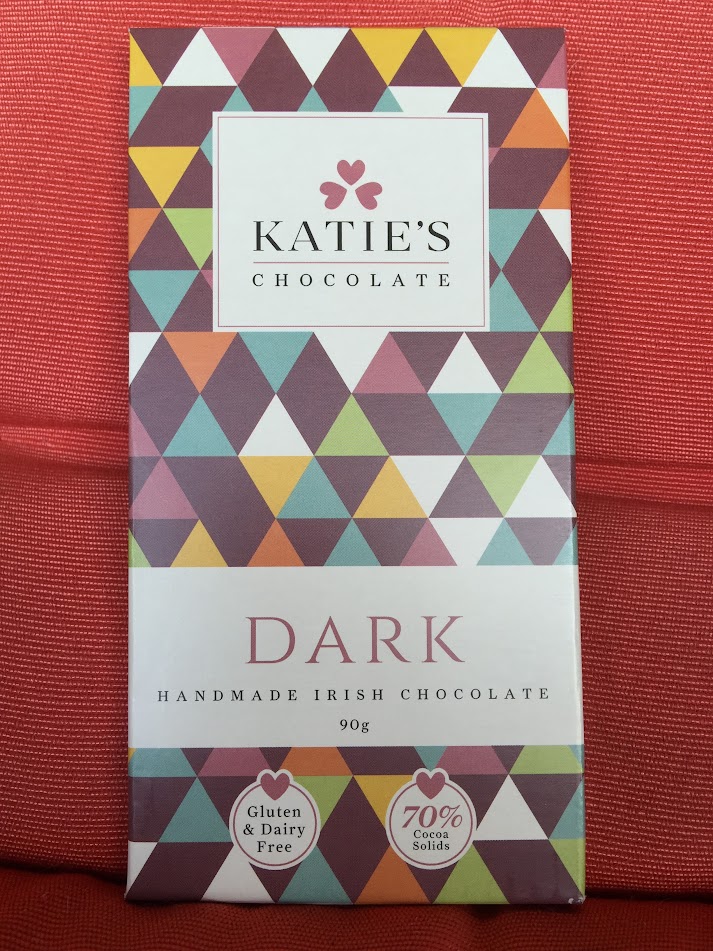 KATIE'S
CHOCOLATE
DARK
HANDMADE IRISH CHOCOLATE
90g
Gluten
& Dairy
Free
70%
Cocoa
Solids